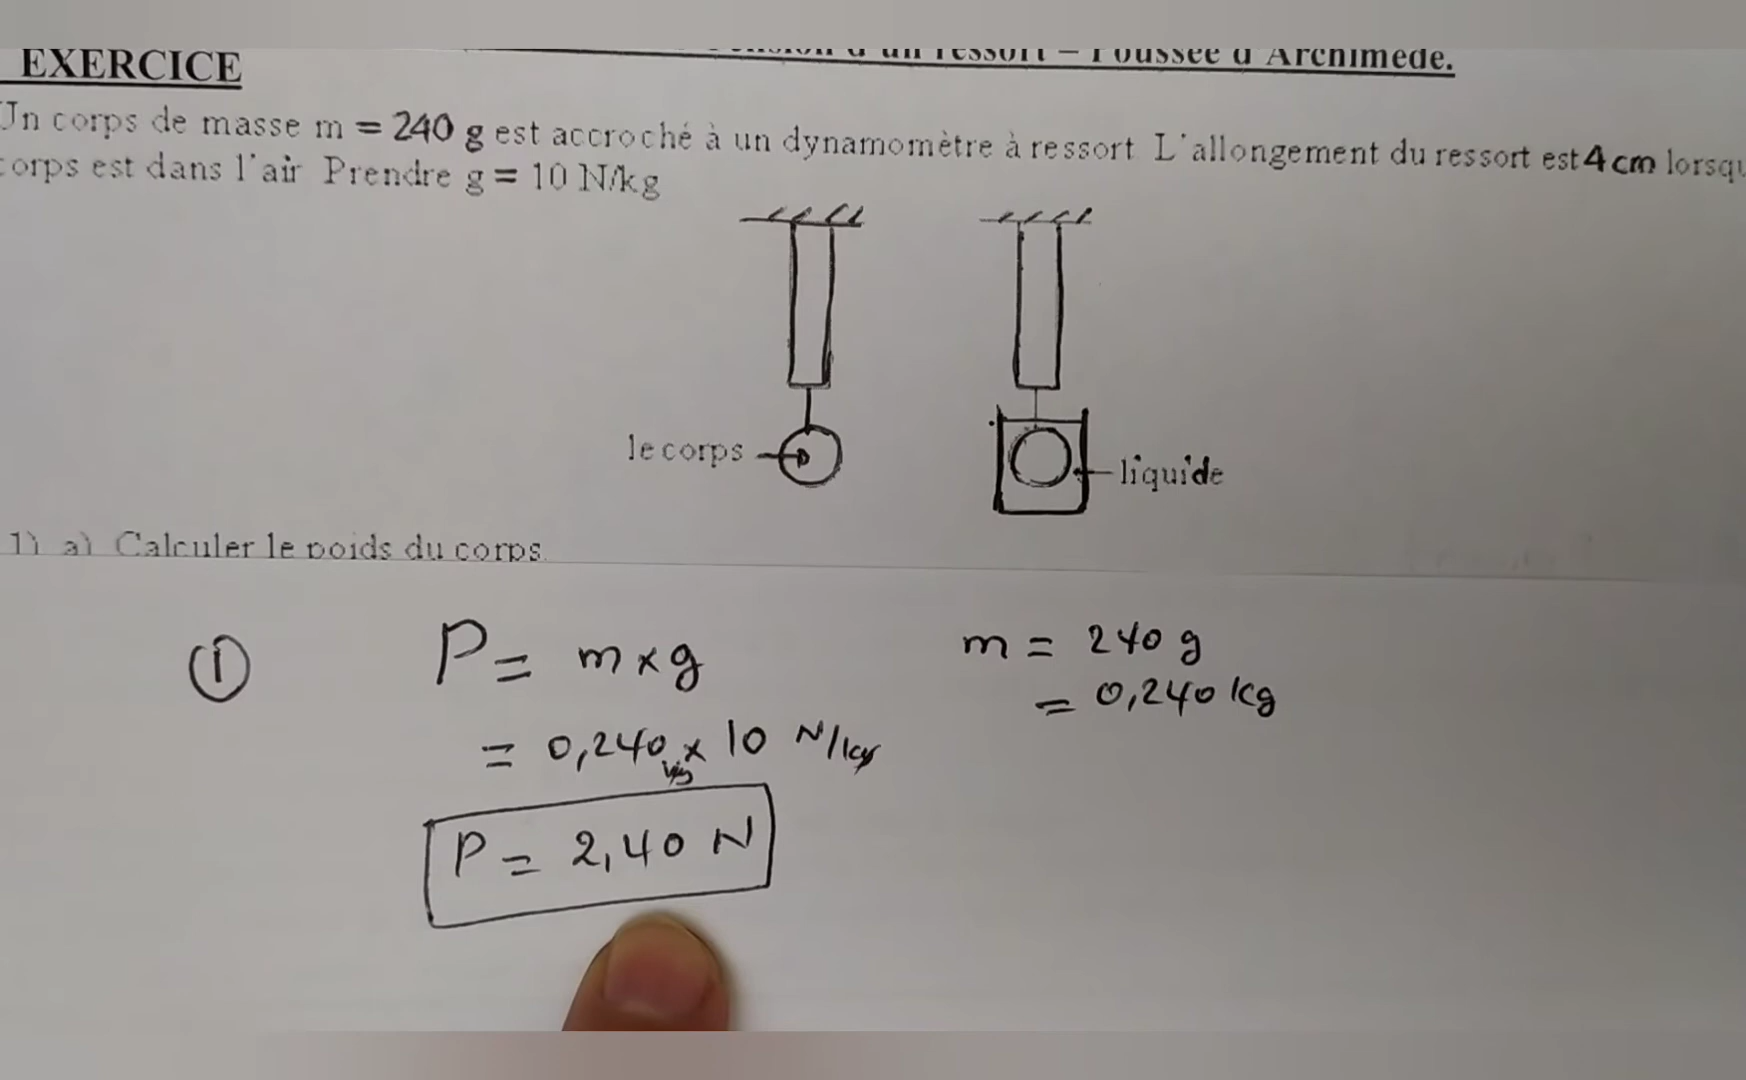 ension d'un ressort – Poussée d'Archimède.
EXERCICE
Un corps de masse m = 240 g est accroché à un dynamomètre à ressort L'allongement du ressort est 4 cm lorsqu
corps est dans l'air Prendre g = 10 N/kg
le corps
liquide
1) a) Calculer le poids du corps.
1 P = m x g
m = 240 g
= 0,240 kg
= 0,240 kg x 10 N/kg
P = 2,40 N